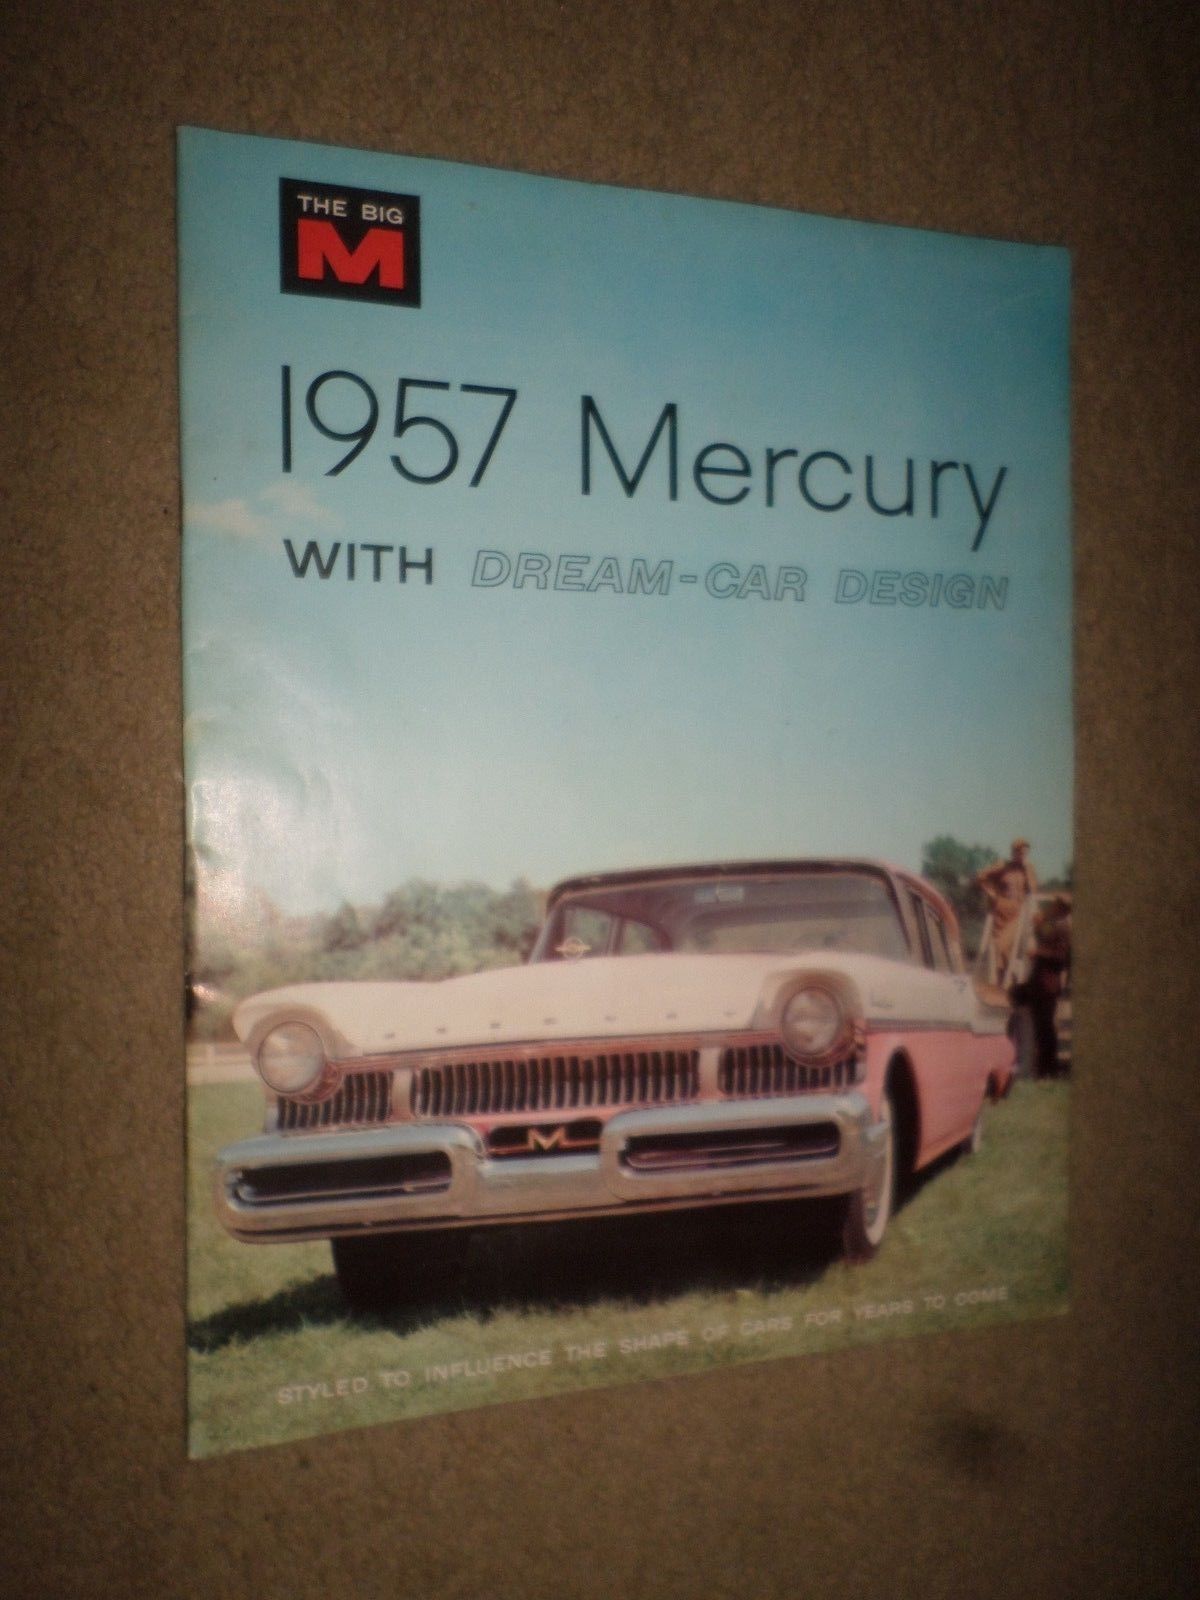 THE BIG
M
1957 Mercury
WITH DREAM-CAR DESIGN
MERCURY
M
STYLED TO INFLUENCE THE SHAPE OF CARS FOR YEARS TO COME